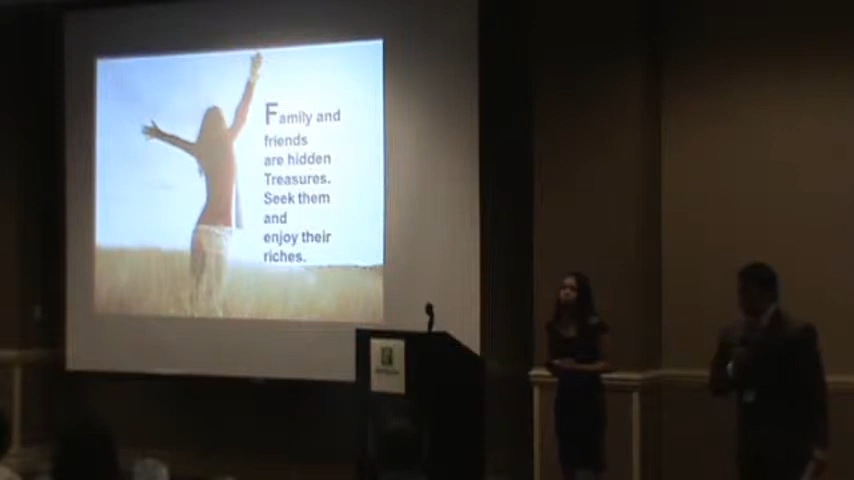 Family and
friends
are hidden
Treasures.
Seek them
and
enjoy their
riches.